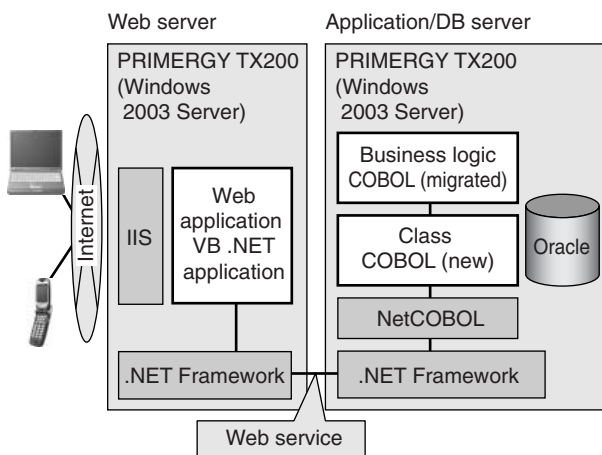 Web server
Application/DB server
PRIMERGY TX200
(Windows
2003 Server)
PRIMERGY TX200
(Windows
2003 Server)
Internet
IIS
Web
application
VB .NET
application
Business logic
COBOL (migrated)
Class
COBOL (new)
Oracle
NetCOBOL
.NET Framework
.NET Framework
Web service